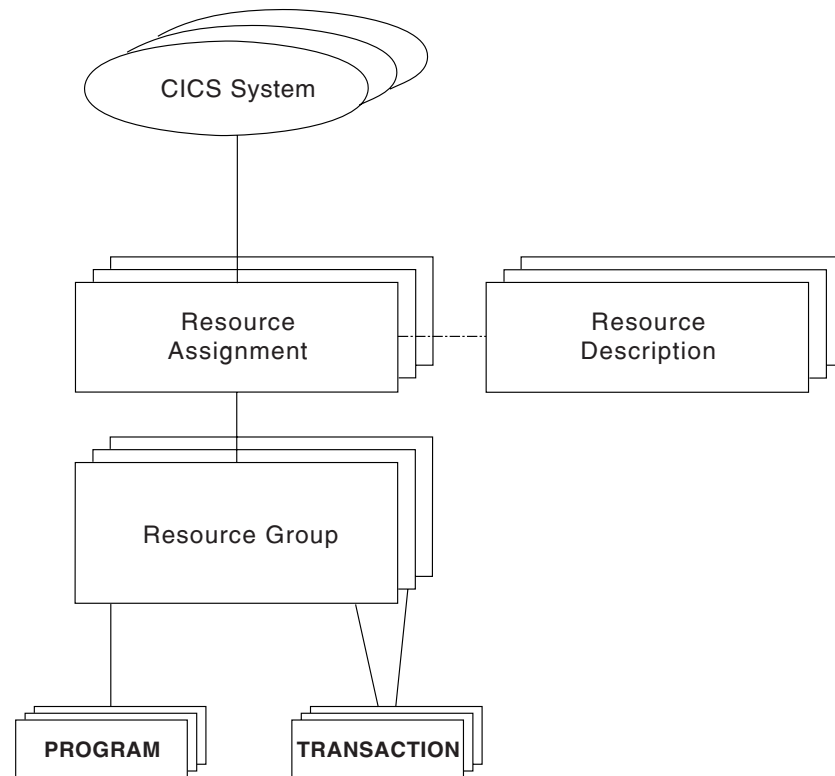 CICS System
Resource
Assignment
Resource
Description
Resource Group
PROGRAM
TRANSACTION